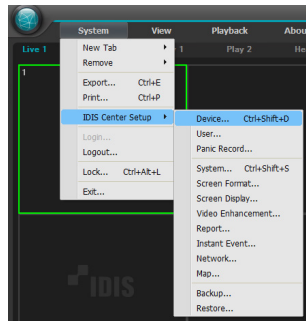 System View Playback Abou
Live 1 1 Play 2 He
1
New Tab
Remove
Export... Ctrl+E
Print... Ctrl+P
IDIS Center Setup
Login...
Logout...
Lock... Ctrl+Alt+L
Exit...
Device... Ctrl+Shift+D
User...
Panic Record...
System... Ctrl+Shift+S
Screen Format...
Screen Display...
Video Enhancement...
Report...
Instant Event...
Network...
Map...
Backup...
Restore...
IDIS